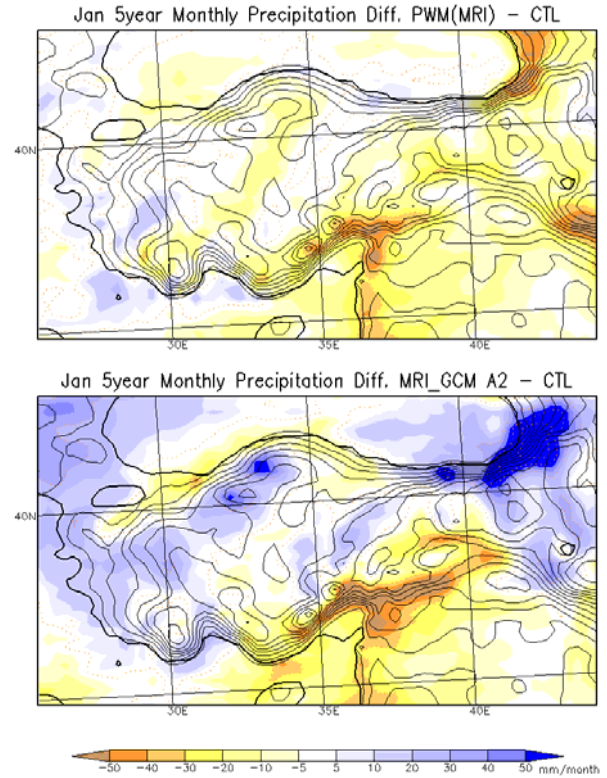 Jan 5year Monthly Precipitation Diff. PWM(MRI) – CTL
40N
30E 35E 40E
Jan 5year Monthly Precipitation Diff. MRI_GCM A2 – CTL
40N
30E 35E 40E
−50 −40 −30 −20 −10 −5 5 10 20 30 40 50 mm/month